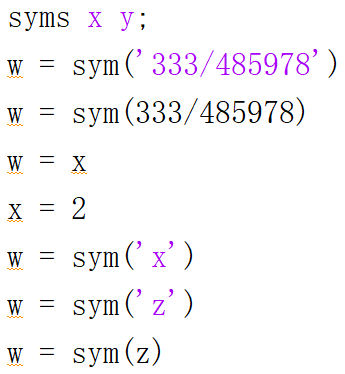 syms x y;
w = sym('333/485978')
w = sym(333/485978)
w = x
x = 2
w = sym('x')
w = sym('z')
w = sym(z)